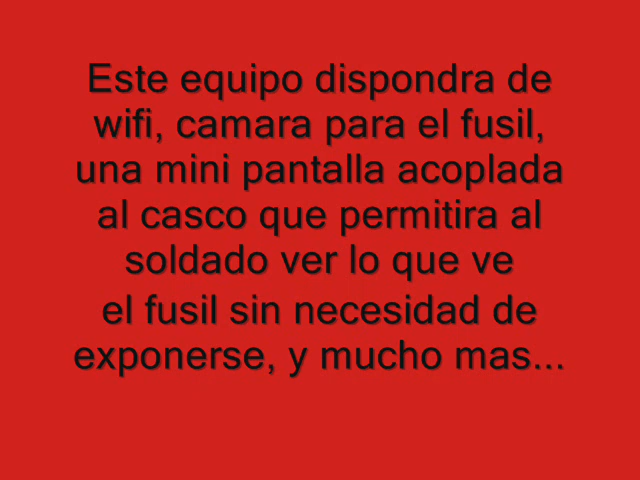 Este equipo dispondra de
wifi, camara para el fusil,
una mini pantalla acoplada
al casco que permitira al
soldado ver lo que ve
el fusil sin necesidad de
exponerse, y mucho mas...